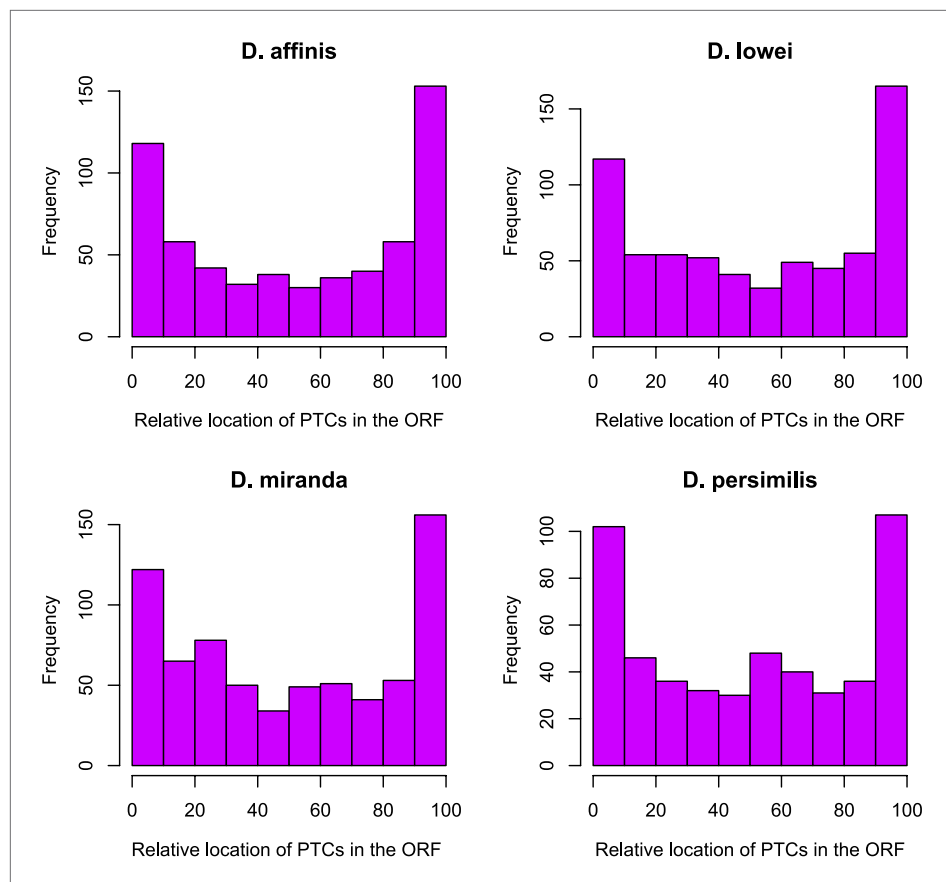 D. affinis
Frequency
0 50 100 150
0 20 40 60 80 100
Relative location of PTCs in the ORF
D. lowei
Frequency
0 50 100 150
0 20 40 60 80 100
Relative location of PTCs in the ORF
D. miranda
Frequency
0 50 100 150
0 20 40 60 80 100
Relative location of PTCs in the ORF
D. persimilis
Frequency
0 20 40 60 80 100
0 20 40 60 80 100
Relative location of PTCs in the ORF